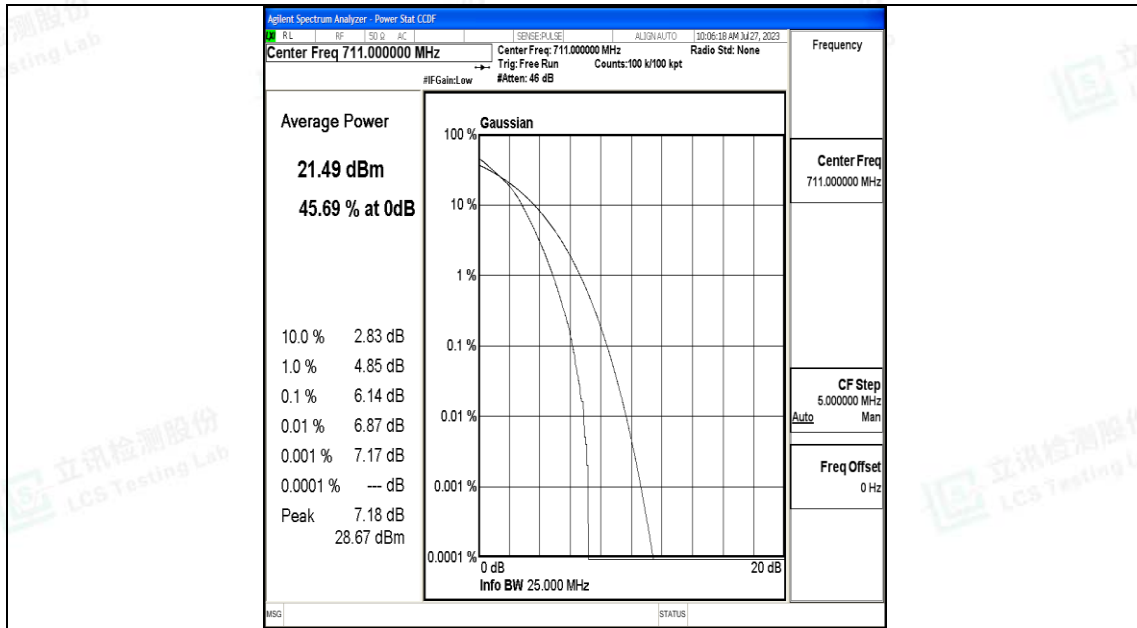 Agilent Spectrum Analyzer - Power Stat CCDF
RL RF 50 Ω AC SENSE:PULSE ALIGN AUTO 10:06:18 AM Jul 27, 2023
Center Freq 711.000000 MHz
Center Freq: 711.000000 MHz Radio Std: None
Trig: Free Run Counts:100 k/100 kpt
#IFGain:Low #Atten: 46 dB
Frequency
Average Power
21.49 dBm
45.69 % at 0dB
10.0 % 2.83 dB
1.0 % 4.85 dB
0.1 % 6.14 dB
0.01 % 6.87 dB
0.001 % 7.17 dB
0.0001 % --- dB
Peak 7.18 dB
28.67 dBm
Gaussian
100 %
10 %
1 %
0.1 %
0.01 %
0.001 %
0.0001 %
0 dB 20 dB
Info BW 25.000 MHz
Center Freq
711.000000 MHz
CF Step
5.000000 MHz
Auto Man
Freq Offset
0 Hz
MSG STATUS
立讯检测股份
LCS Testing Lab